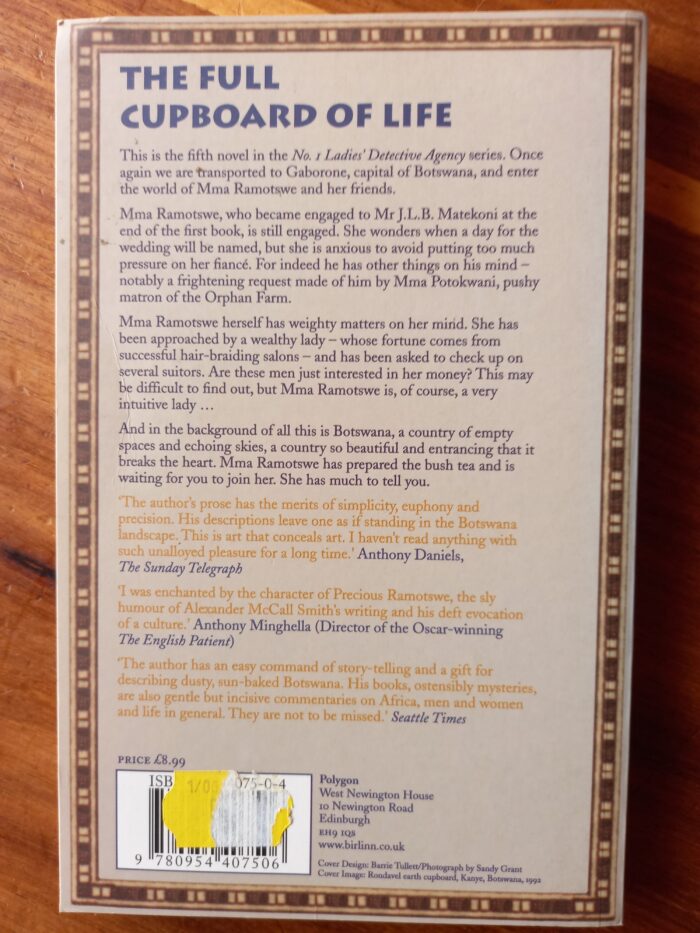 THE FULL
CUPBOARD OF LIFE
This is the fifth novel in the No. 1 Ladies' Detective Agency series. Once
again we are transported to Gaborone, capital of Botswana, and enter
the world of Mma Ramotswe and her friends.
Mma Ramotswe, who became engaged to Mr J.L.B. Matekoni at the
end of the first book, is still engaged. She wonders when a day for the
wedding will be named, but she is anxious to avoid putting too much
pressure on her fiancé. For indeed he has other things on his mind –
notably a frightening request made of him by Mma Potokwani, pushy
matron of the Orphan Farm.
Mma Ramotswe herself has weighty matters on her mind. She has
been approached by a wealthy lady – whose fortune comes from
successful hair-braiding salons – and has been asked to check up on
several suitors. Are these men just interested in her money? This may
be difficult to find out, but Mma Ramotswe is, of course, a very
intuitive lady …
And in the background of all this is Botswana, a country of empty
spaces and echoing skies, a country so beautiful and entrancing that it
breaks the heart. Mma Ramotswe has prepared the bush tea and is
waiting for you to join her. She has much to tell you.
'The author's prose has the merits of simplicity, euphony and
precision. His descriptions leave one as if standing in the Botswana
landscape. This is art that conceals art. I haven't read anything with
such unalloyed pleasure for a long time.' Anthony Daniels,
The Sunday Telegraph
'I was enchanted by the character of Precious Ramotswe, the sly
humour of Alexander McCall Smith's writing and his deft evocation
of a culture.' Anthony Minghella (Director of the Oscar-winning
The English Patient)
'The author has an easy command of story-telling and a gift for
describing dusty, sun-baked Botswana. His books, ostensibly mysteries,
are also gentle but incisive commentaries on Africa, men and women
and life in general. They are not to be missed.' Seattle Times
PRICE £8.99
ISB 075-0-4
9 780954 407506
Polygon
West Newington House
10 Newington Road
Edinburgh
EH9 1QS
www.birlinn.co.uk
Cover Design: Barrie Tullett/Photograph by Sandy Grant
Cover Image: Rondavel earth cupboard, Kanye, Botswana, 1992